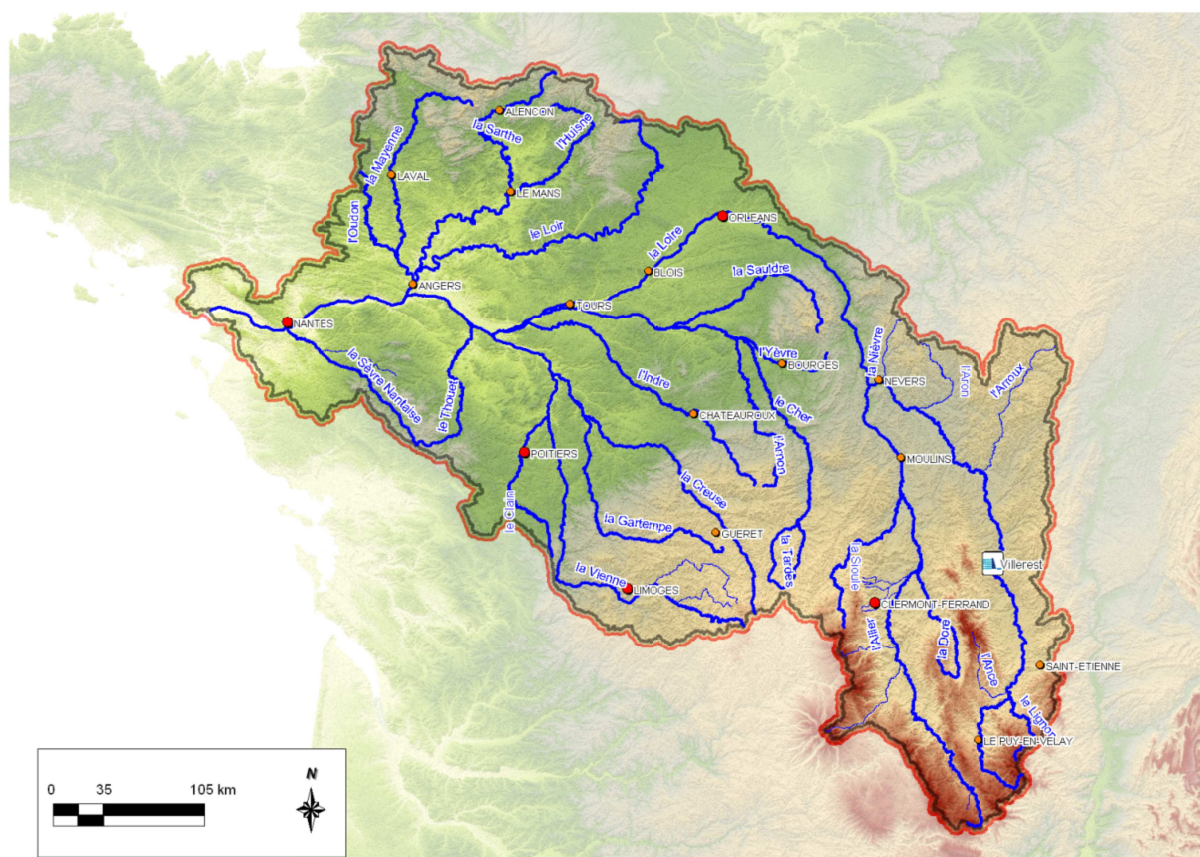 ALENCON
la Sarthe
l'Huisne
la Mayenne
LAVAL
LE MANS
l'Oudon
le Loir
ORLEANS
la Loire
BLOIS
la Sauldre
ANGERS
TOURS
NANTES
la Sèvre Nantaise
le Thouet
l'Indre
l'Yèvre
BOURGES
la Nièvre
NEVERS
l'Aron
l'Arroux
CHATEAUROUX
le Cher
l'Arnon
POITIERS
MOULINS
la Creuse
le Clain
la Gartempe
GUERET
la Tardes
la Sioule
Villerest
la Vienne
LIMOGES
CLERMONT-FERRAND
l'Allier
la Dore
l'Ance
SAINT-ETIENNE
le Lignon
LE PUY-EN-VELAY
0 35 105 km
N